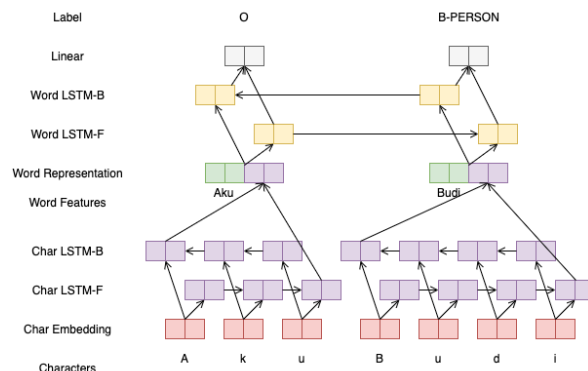 Label O B-PERSON
Linear
Word LSTM-B
Word LSTM-F
Word Representation
Aku Budi
Word Features
Char LSTM-B
Char LSTM-F
Char Embedding
Characters A k u B u d i